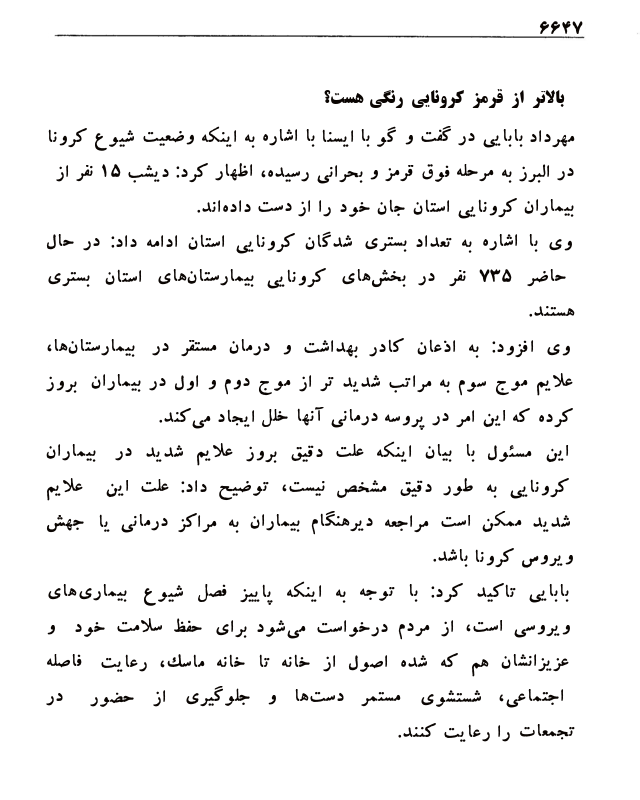 ۶۶۴۷
بالاتر از قرمز کرونایی رنگی هست؟
مهرداد بابایی در گفت و گو با ایسنا با اشاره به اینکه وضعیت شیوع کرونا
در البرز به مرحله فوق قرمز و بحرانی رسیده، اظهار کرد: دیشب ۱۵ نفر از
بیماران کرونایی استان جان خود را از دست داده‌اند.
وی با اشاره به تعداد بستری شدگان کرونایی استان ادامه داد: در حال
حاضر ۷۳۵ نفر در بخش‌های کرونایی بیمارستان‌های استان بستری
هستند.
وی افزود: به اذعان کادر بهداشت و درمان مستقر در بیمارستان‌ها،
علایم موج سوم به مراتب شدید تر از موج دوم و اول در بیماران بروز
کرده که این امر در پروسه درمانی آنها خلل ایجاد می‌کند.
این مسئول با بیان اینکه علت دقیق بروز علایم شدید در بیماران
کرونایی به طور دقیق مشخص نیست، توضیح داد: علت این علایم
شدید ممکن است مراجعه دیرهنگام بیماران به مراکز درمانی یا جهش
ویروس کرونا باشد.
بابایی تاکید کرد: با توجه به اینکه پاییز فصل شیوع بیماری‌های
ویروسی است، از مردم درخواست می‌شود برای حفظ سلامت خود و
عزیزانشان هم که شده اصول از خانه تا خانه ماسک، رعایت فاصله
اجتماعی، شستشوی مستمر دست‌ها و جلوگیری از حضور در
تجمعات را رعایت کنند.